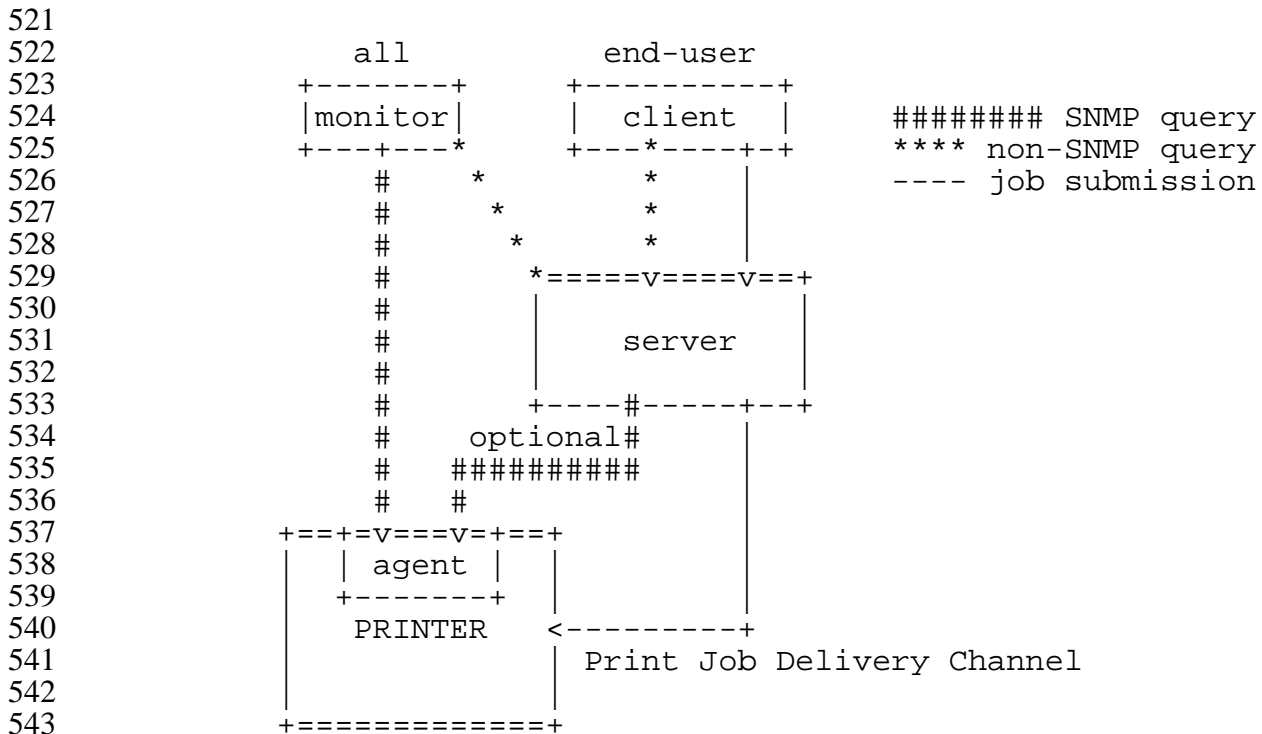 521
522                all          end-user
523             +-------+     +----------+
524             |monitor|     |  client  |     ######## SNMP query
525             +---+---*     +---*----+-+     **** non-SNMP query
526                 #    *        *    |       ---- job submission
527                 #     *       *    |
528                 #      *      *    |
529                 #       *=====v====v==+
530                 #       |             |
531                 #       |    server   |
532                 #       |             |
533                 #       +----#-----+--+
534                 #    optional#     |
535                 #   ##########     |
536                 #   #              |
537            +==+=v===v=+==+         |
538            |  | agent |  |         |
539            |  +-------+  |         |
540            |   PRINTER   <---------+
541            |             | Print Job Delivery Channel
542            |             |
543            +=============+